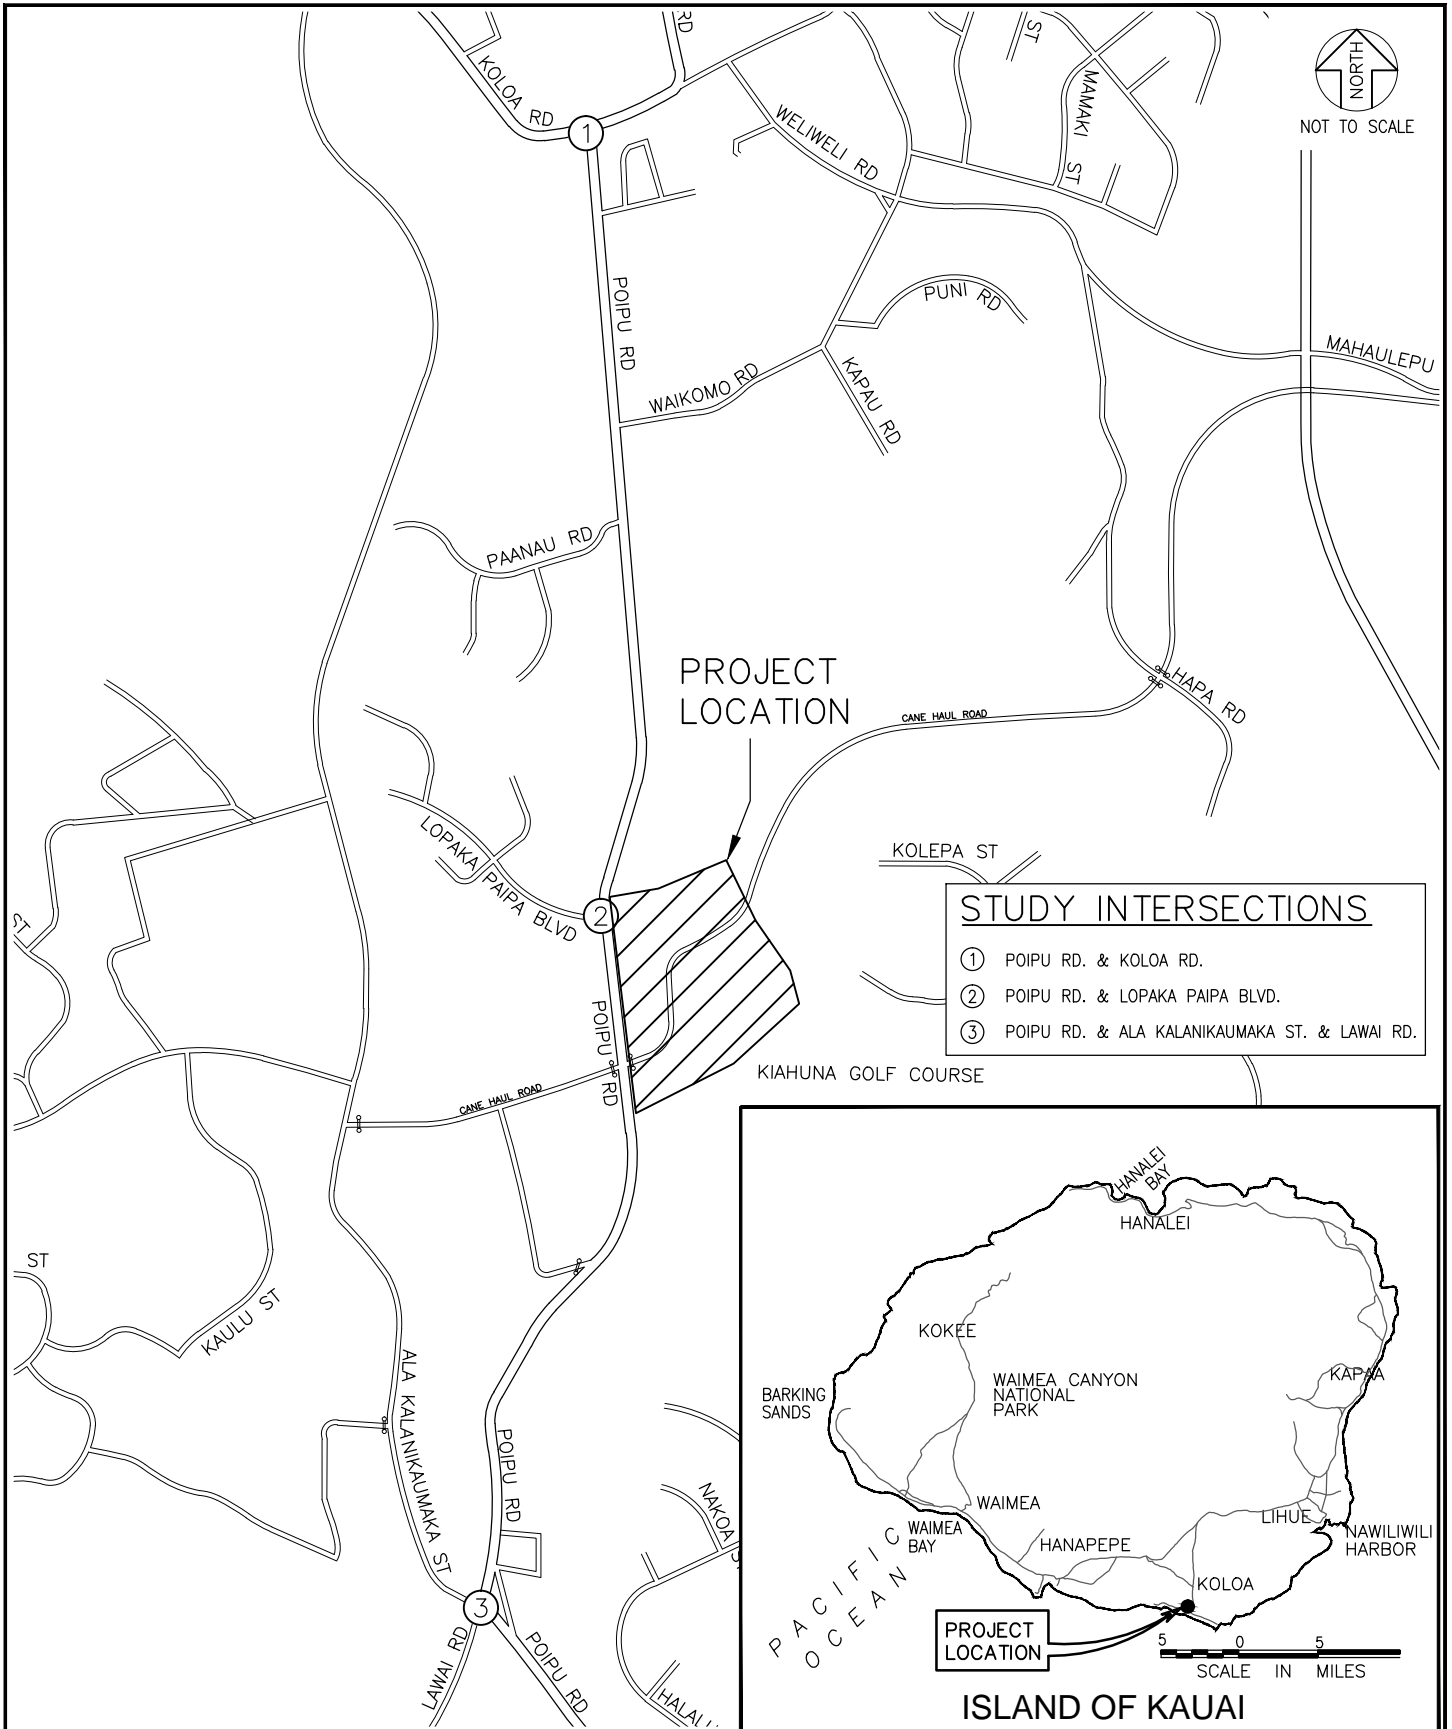 RD
ST
NORTH
NOT TO SCALE
KOLOA RD
1
MAMAKI ST
WELIWELI RD
POIPU RD
PUNI RD
MAHAULEPU
WAIKOMO RD
KAPAU RD
PAANAU RD
PROJECT
LOCATION
HAPA RD
CANE HAUL ROAD
LOPAKA PAIPA BLVD
2
KOLEPA ST
STUDY INTERSECTIONS
1 POIPU RD. & KOLOA RD.
2 POIPU RD. & LOPAKA PAIPA BLVD.
3 POIPU RD. & ALA KALANIKAUMAKA ST. & LAWAI RD.
ST
POIPU RD
KIAHUNA GOLF COURSE
CANE HAUL ROAD
ST
KAULU ST
ALA KALANIKAUMAKA ST
POIPU RD
NAKOA
3
LAWAI RD
POIPU RD
HANALEI
BAY
HANALEI
KOKEE
WAIMEA CANYON
NATIONAL
PARK
BARKING
SANDS
KAPAA
WAIMEA
WAIMEA
BAY
HANAPEPE
LIHUE
NAWILIWILI
HARBOR
PACIFIC
OCEAN
KOLOA
PROJECT
LOCATION
5 0 5
SCALE IN MILES
ISLAND OF KAUAI